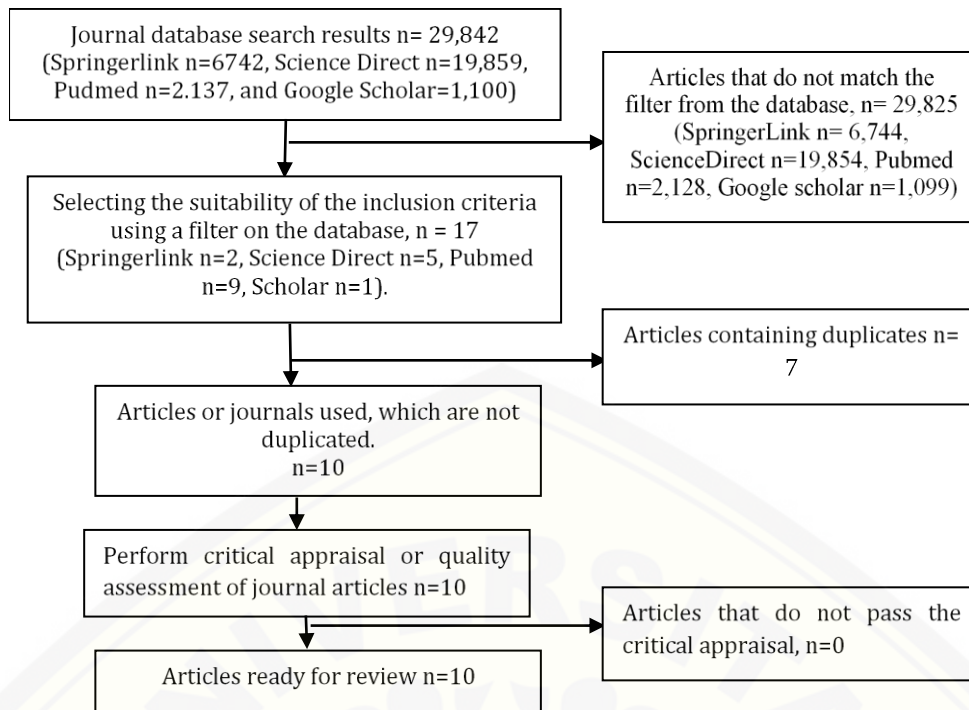 Journal database search results n= 29,842
(Springerlink n=6742, Science Direct n=19,859,
Pudmed n=2.137, and Google Scholar=1,100)
Articles that do not match the
filter from the database, n= 29,825
(SpringerLink n= 6,744,
ScienceDirect n=19,854, Pubmed
n=2,128, Google scholar n=1,099)
Selecting the suitability of the inclusion criteria
using a filter on the database, n = 17
(Springerlink n=2, Science Direct n=5, Pubmed
n=9, Scholar n=1).
Articles containing duplicates n=
7
Articles or journals used, which are not
duplicated.
n=10
Perform critical appraisal or quality
assessment of journal articles n=10
Articles that do not pass the
critical appraisal, n=0
Articles ready for review n=10